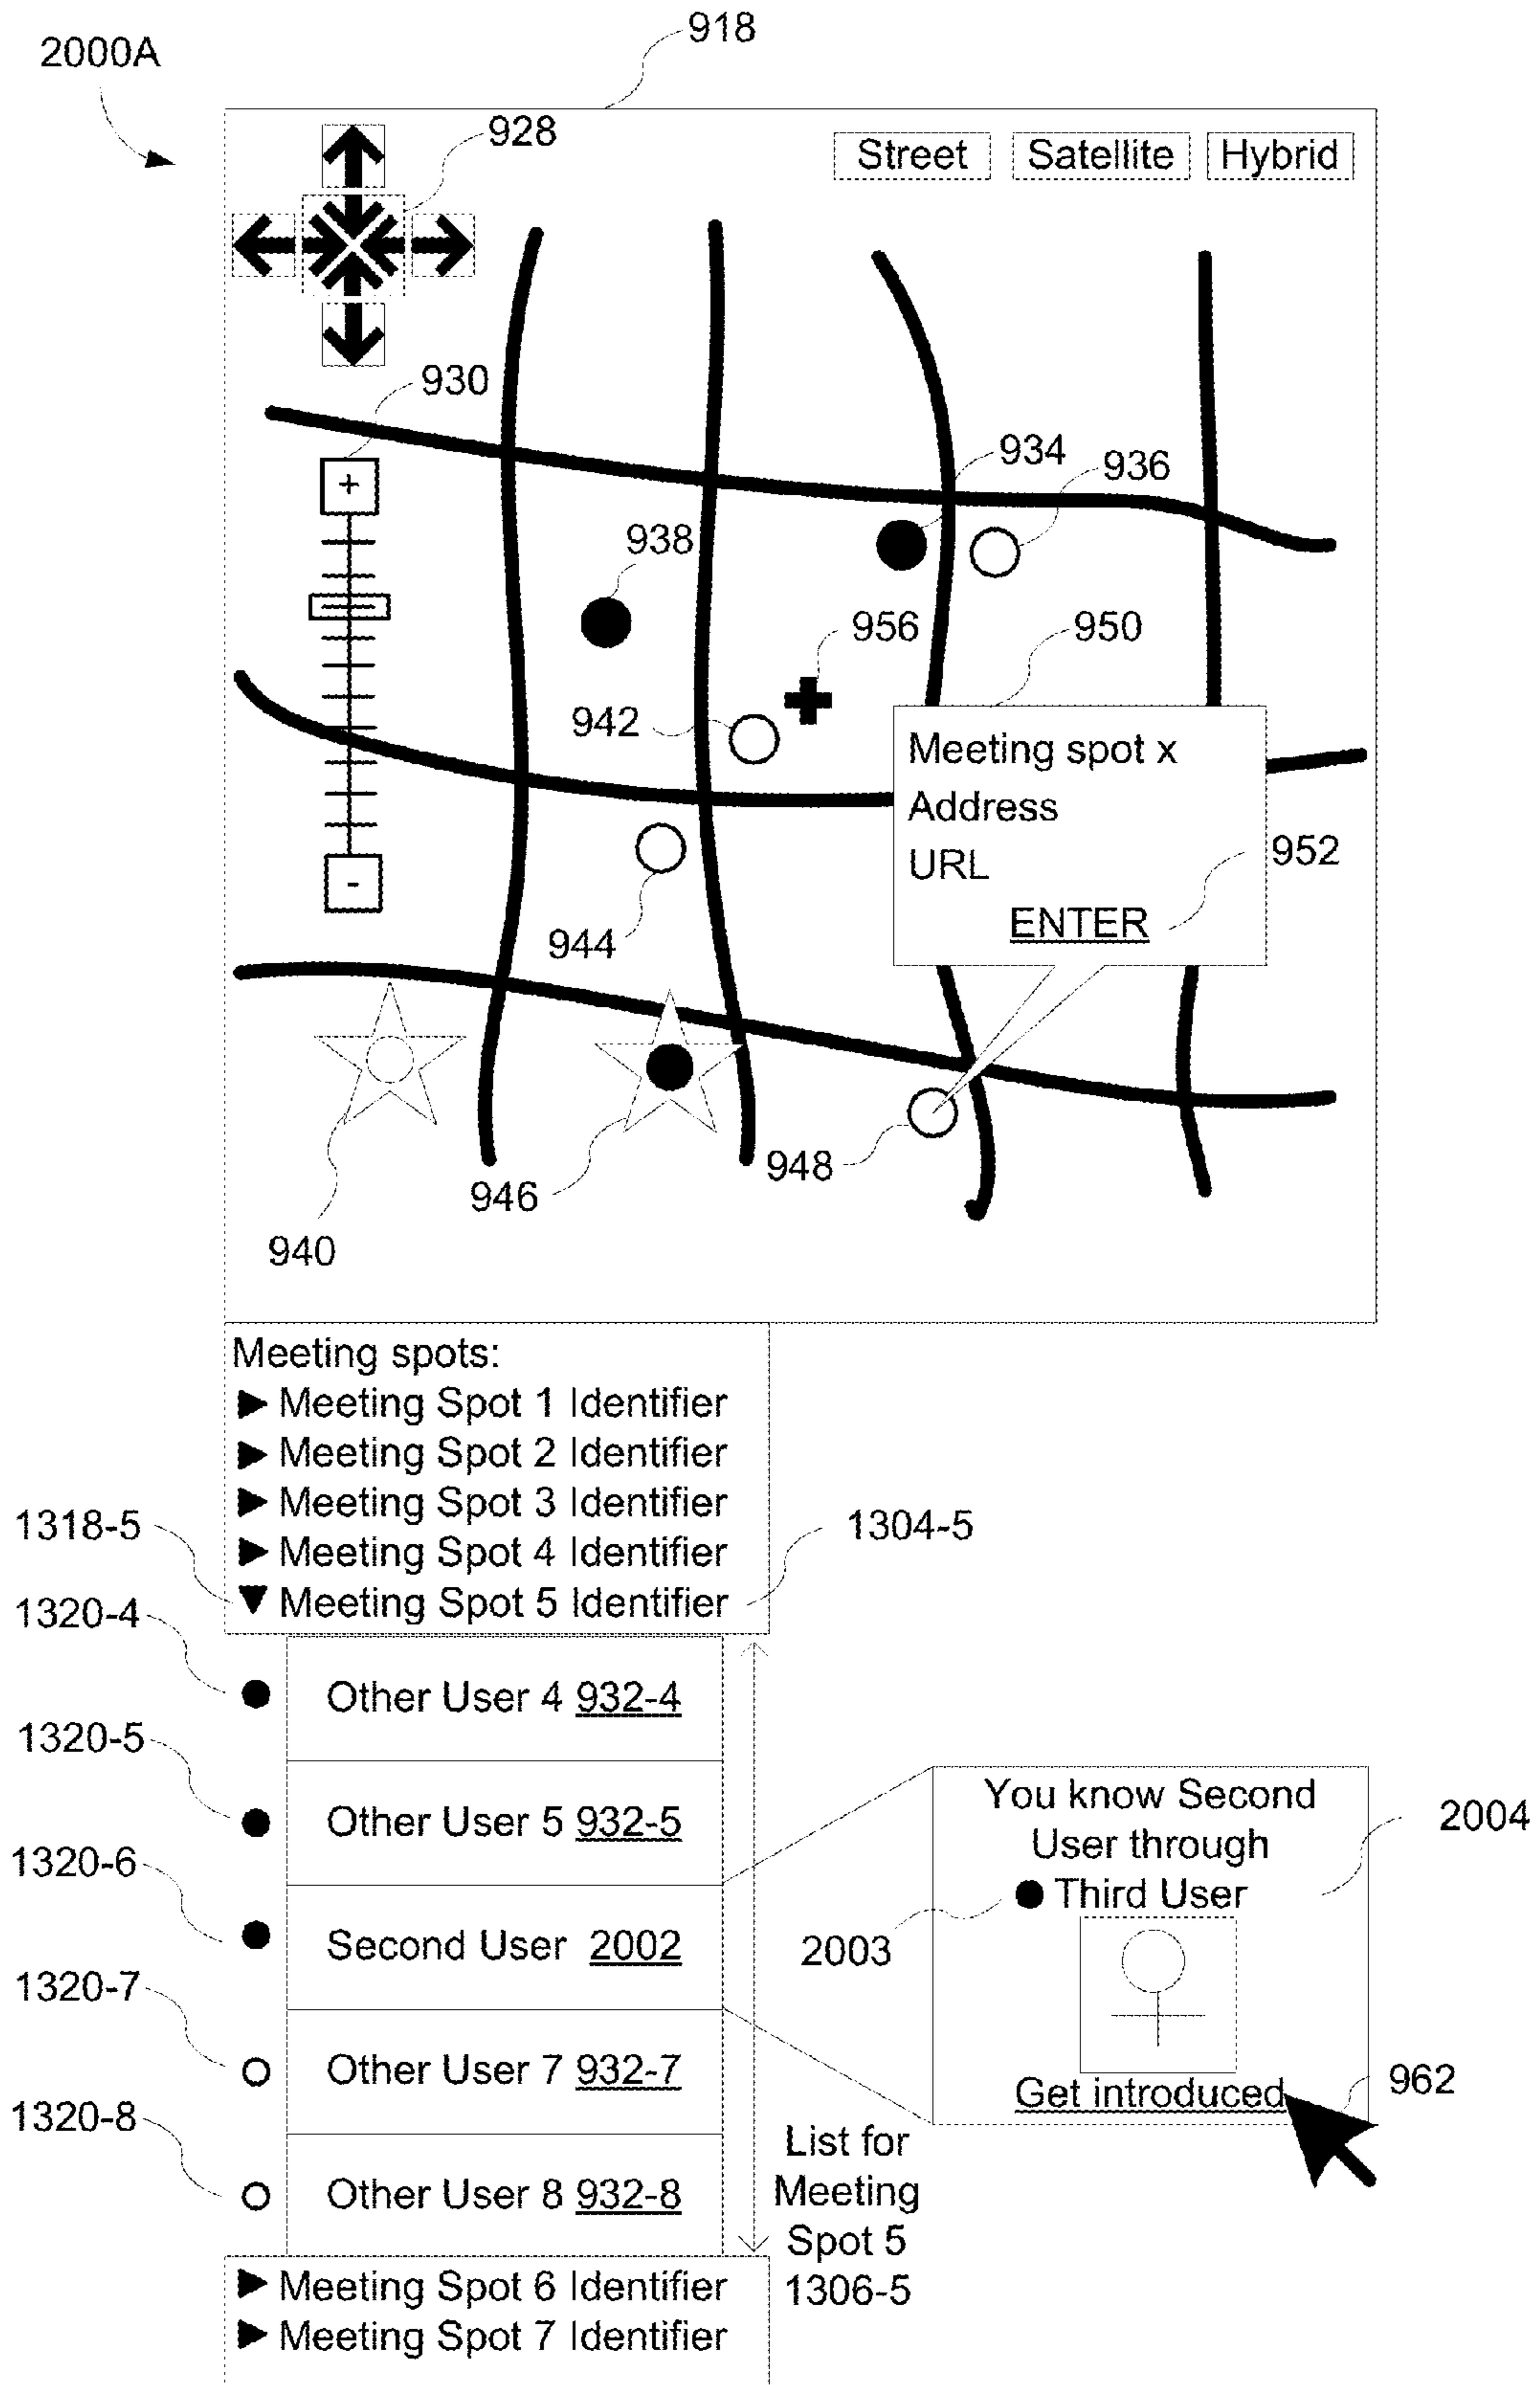 918
2000A
928
Street Satellite Hybrid
930
+
934
936
938
956
950
942
Meeting spot x
Address
URL
952
ENTER
-
944
948
946
940
Meeting spots:
Meeting Spot 1 Identifier
Meeting Spot 2 Identifier
Meeting Spot 3 Identifier
Meeting Spot 4 Identifier
1318-5
1304-5
Meeting Spot 5 Identifier
1320-4
Other User 4 932-4
1320-5
Other User 5 932-5
1320-6
Second User 2002
1320-7
Other User 7 932-7
1320-8
Other User 8 932-8
You know Second
User through
Third User
2004
2003
Get introduced
962
List for
Meeting
Spot 5
1306-5
Meeting Spot 6 Identifier
Meeting Spot 7 Identifier